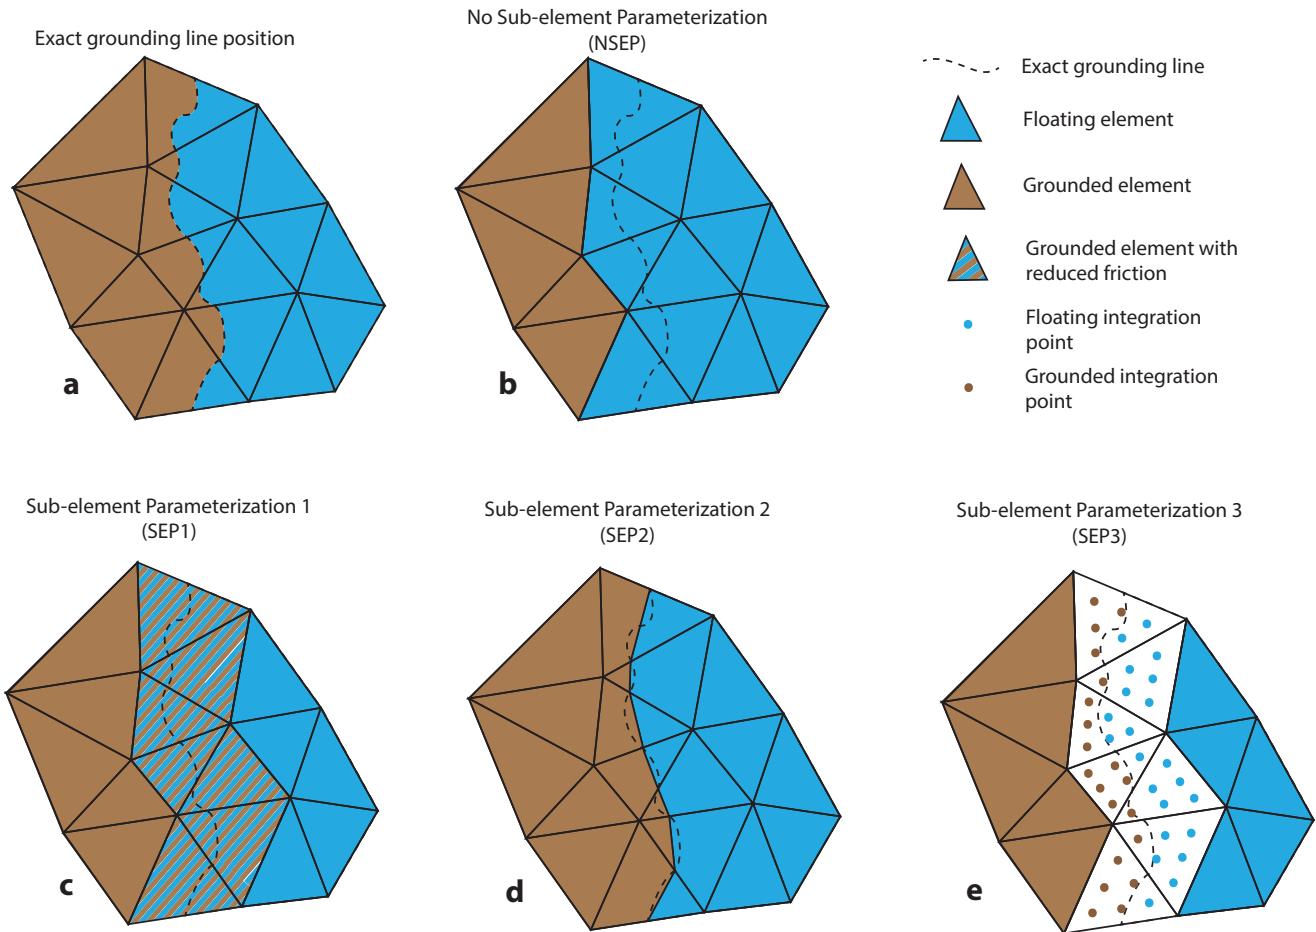 Exact grounding line position
No Sub-element Parameterization
(NSEP)
Exact grounding line
Floating element
Grounded element
Grounded element with
reduced friction
Floating integration
point
Grounded integration
point
a
b
Sub-element Parameterization 1
(SEP1)
Sub-element Parameterization 2
(SEP2)
Sub-element Parameterization 3
(SEP3)
c
d
e